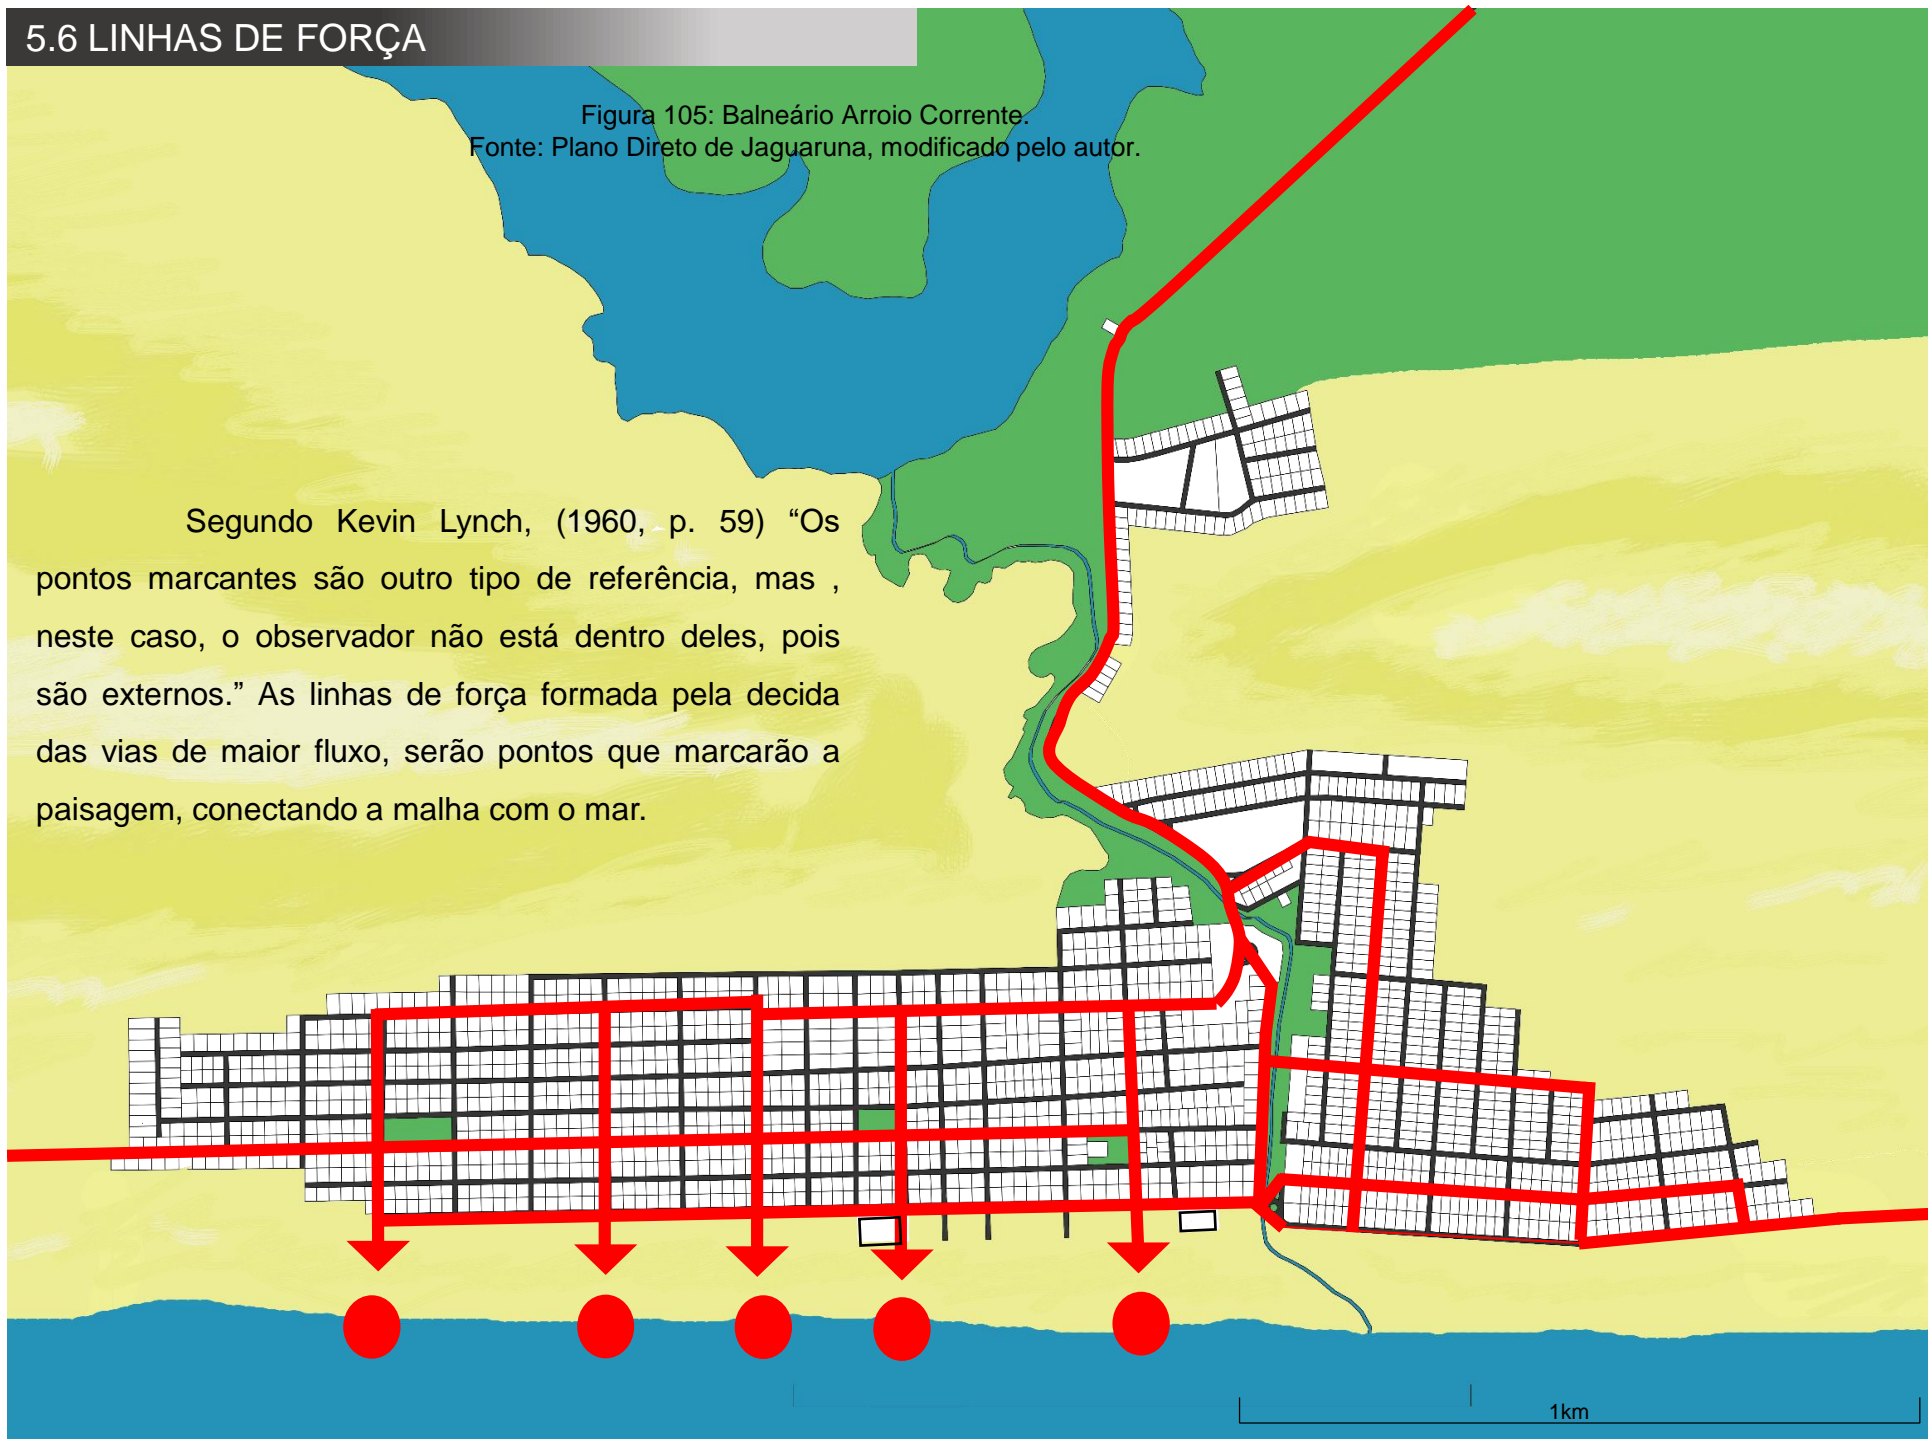 5.6 LINHAS DE FORÇA
Figura 105: Balneário Arroio Corrente.
Fonte: Plano Direto de Jaguaruna, modificado pelo autor.
Segundo Kevin Lynch, (1960, p. 59) “Os
pontos marcantes são outro tipo de referência, mas ,
neste caso, o observador não está dentro deles, pois
são externos.” As linhas de força formada pela decida
das vias de maior fluxo, serão pontos que marcarão a
paisagem, conectando a malha com o mar.
1km